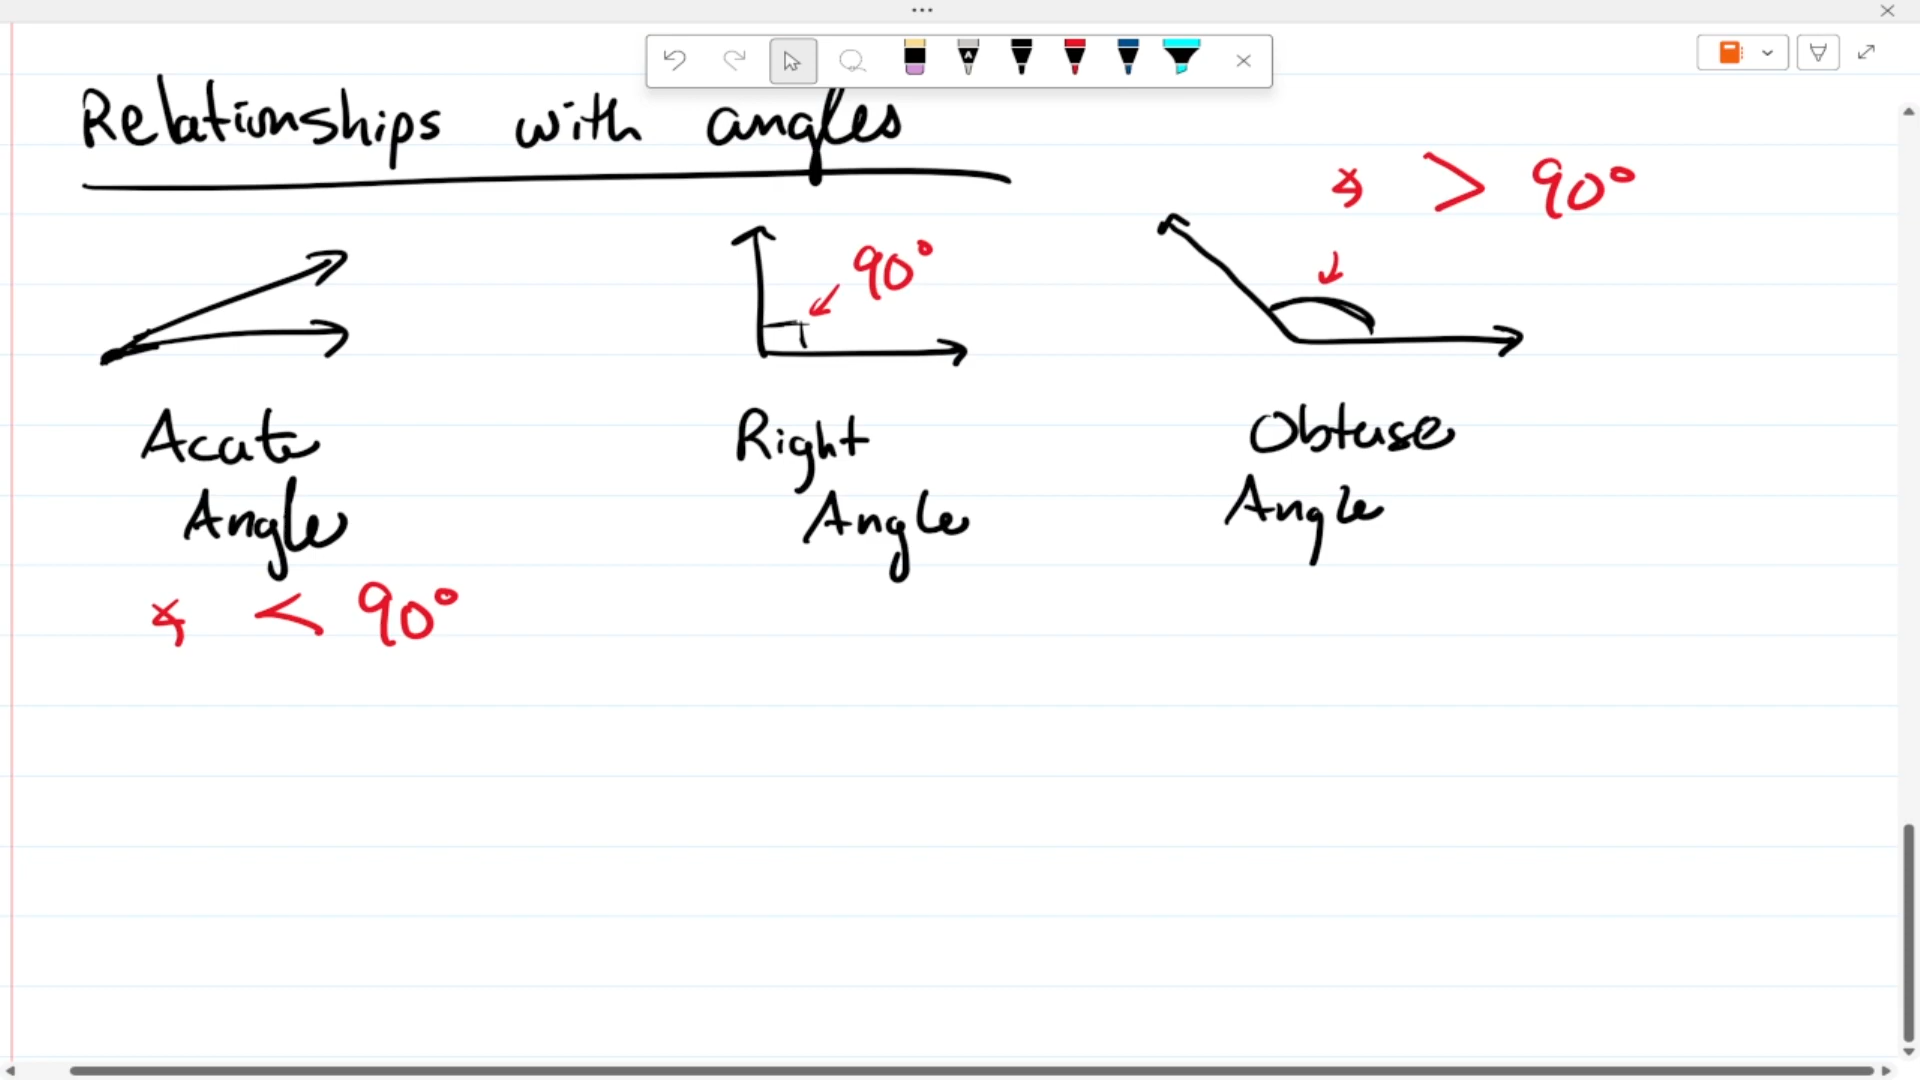 Relationships with angles
∡ > 90°
90°
Acute
Angle
Right
Angle
Obtuse
Angle
∡ < 90°